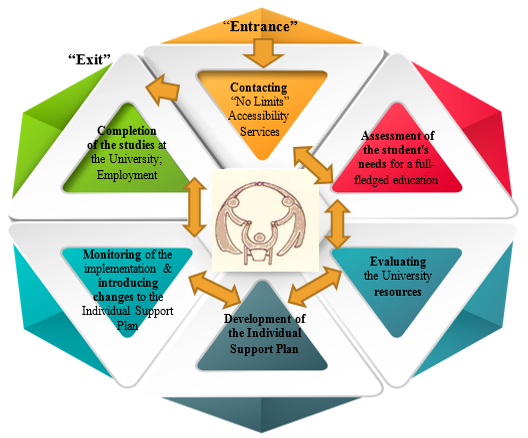 “Entrance”
“Exit”
Contacting
“No Limits”
Accessibility
Services
Assessment of
the student's
needs for a full-
fledged education
Evaluating
the University
resources
Development of
the Individual
Support Plan
Monitoring of the
implementation &
introducing
changes to the
Individual Support
Plan
Completion
of the studies at
the University;
Employment